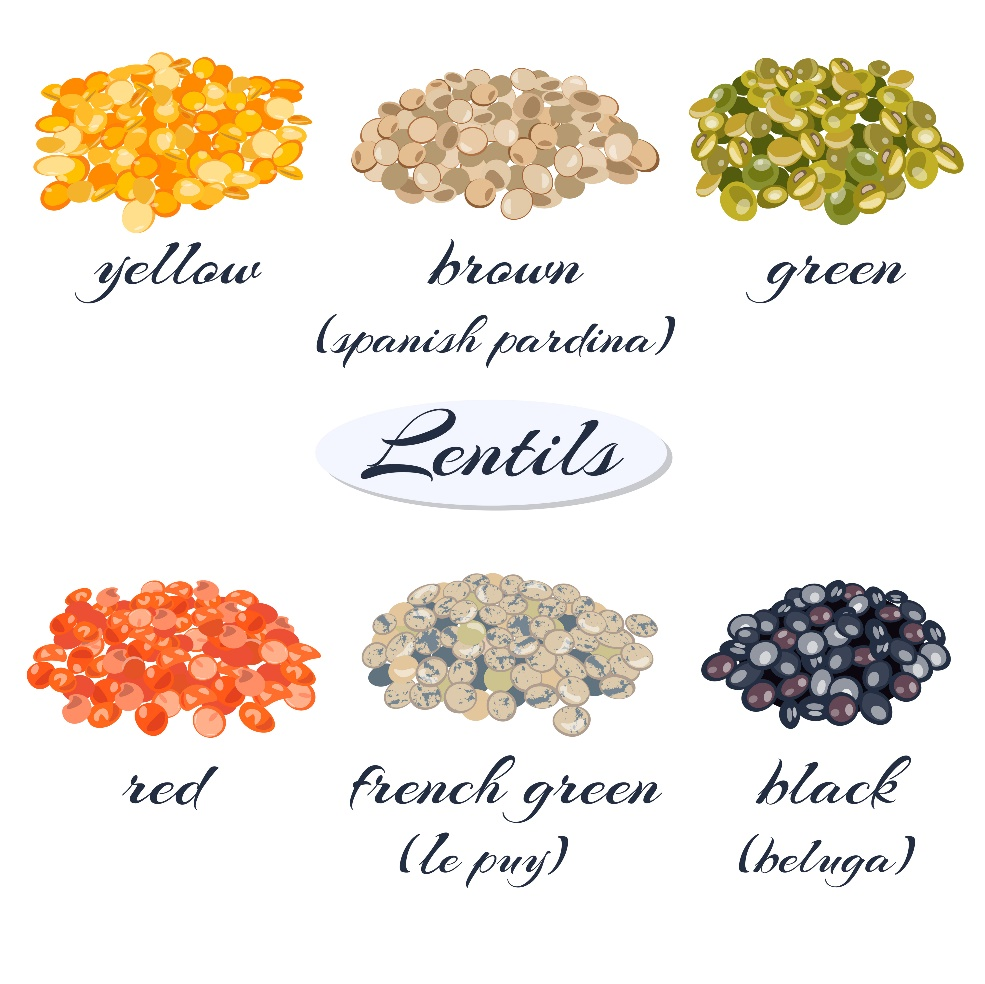 yellow
brown
(spanish pardina)
green
Lentils
red
french green
(le puy)
black
(beluga)